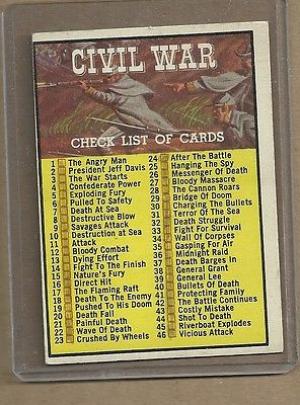 CIVIL WAR
CHECK LIST OF CARDS
1 The Angry Man
2 President Jeff Davis
3 The War Starts
4 Confederate Power
5 Exploding Fury
6 Pulled to Safety
7 Death At Sea
8 Destructive Blow
9 Savages Attack
10 Destruction at Sea
11 Attack
12 Bloody Combat
13 Dying Effort
14 Fight To The Finish
15 Nature's Fury
16 Direct Hit
17 The Flaming Raft
18 Death To The Enemy
19 Pushed To His Doom
20 Death Fall
21 Painful Death
22 Wave Of Death
23 Crushed By Wheels
24 After The Battle
25 Hanging The Spy
26 Messenger Of Death
27 Bloody Massacre
28 The Cannon Roars
29 Bridge Of Doom
30 Charging The Bullets
31 Terror Of The Sea
32 Death Struggle
33 Fight For Survival
34 Wall Of Corpses
35 Gasping For Air
36 Midnight Raid
37 Death Barges In
38 General Grant
39 General Lee
40 Bullets Of Death
41 Protecting Family
42 The Battle Continues
43 Costly Mistake
44 Shot To Death
45 Riverboat Explodes
46 Vicious Attack